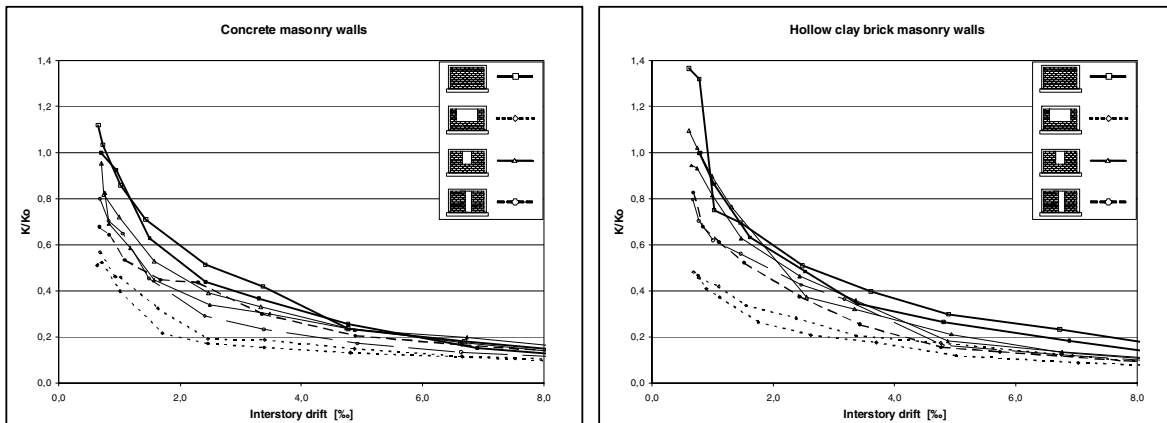 Concrete masonry walls
1,4
1,2
1,0
0,8
0,6
0,4
0,2
0,0
K/Ko
0,0 2,0 4,0 6,0 8,0
Interstory drift [‰]
Hollow clay brick masonry walls
1,4
1,2
1,0
0,8
0,6
0,4
0,2
0,0
K/Ko
0,0 2,0 4,0 6,0 8,0
Interstory drift [‰]